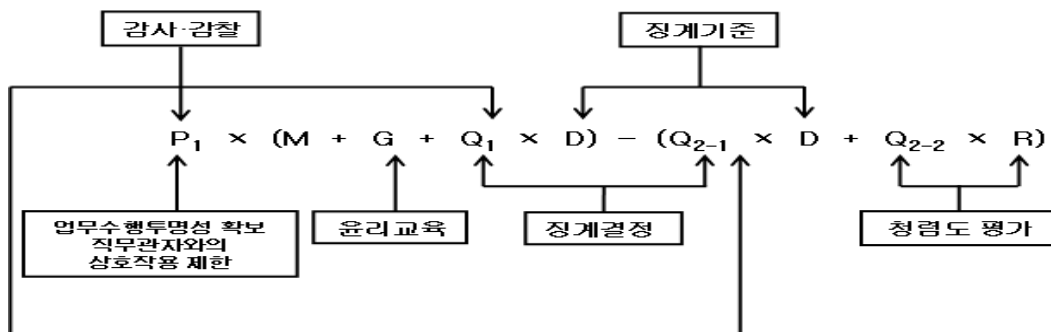 감사·감찰 징계기준
P₁ × (M + G + Q₁ × D) − (Q₂₋₁ × D + Q₂₋₂ × R)
업무수행투명성 확보
직무관자와의
상호작용 제한
윤리교육 징계결정 청렴도 평가